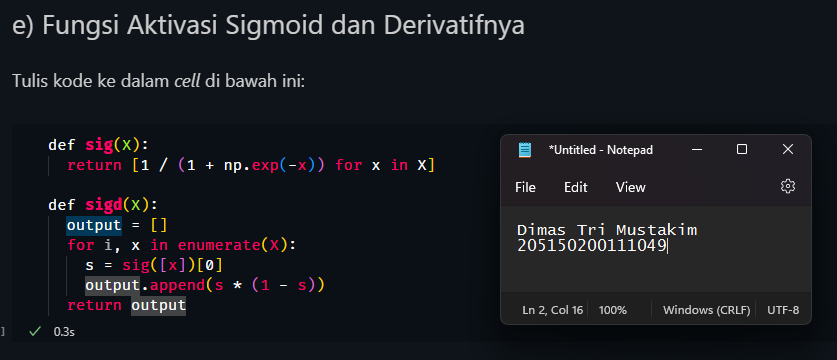 e) Fungsi Aktivasi Sigmoid dan Derivatifnya
Tulis kode ke dalam cell di bawah ini:
def sig(X):
return [1 / (1 + np.exp(-x)) for x in X]
def sigd(X):
output = []
for i, x in enumerate(X):
s = sig([x])[0]
output.append(s * (1 - s))
return output
] 0.3s
*Untitled - Notepad
File Edit View
Dimas Tri Mustakim
205150200111049
Ln 2, Col 16 100% Windows (CRLF) UTF-8